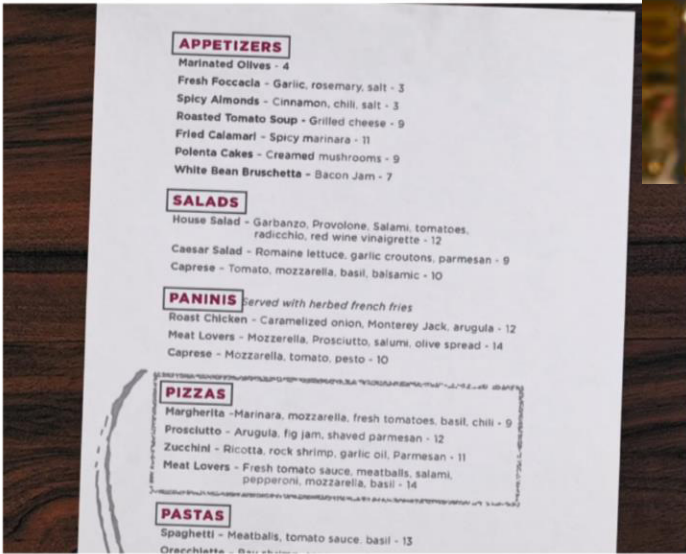 APPETIZERS
Marinated Olives - 4
Fresh Foccacia - Garlic, rosemary, salt - 3
Spicy Almonds - Cinnamon, chili, salt - 3
Roasted Tomato Soup - Grilled cheese - 9
Fried Calamari - Spicy marinara - 11
Polenta Cakes - Creamed mushrooms - 9
White Bean Bruschetta - Bacon Jam - 7
SALADS
House Salad - Garbanzo, Provolone, Salami, tomatoes,
radicchio, red wine vinaigrette - 12
Caesar Salad - Romaine lettuce, garlic croutons, parmesan - 9
Caprese - Tomato, mozzarella, basil, balsamic - 10
PANINIS Served with herbed french fries
Roast Chicken - Caramelized onion, Monterey Jack, arugula - 12
Meat Lovers - Mozzerella, Prosciutto, salumi, olive spread - 14
Caprese - Mozzarella, tomato, pesto - 10
PIZZAS
Margherita -Marinara, mozzarella, fresh tomatoes, basil, chili - 9
Prosciutto - Arugula, fig jam, shaved parmesan - 12
Zucchini - Ricotta, rock shrimp, garlic oil, Parmesan - 11
Meat Lovers - Fresh tomato sauce, meatballs, salami,
pepperoni, mozzarella, basil - 14
PASTAS
Spaghetti - Meatballs, tomato sauce, basil - 13
Orecchiette - Bay shrimp,